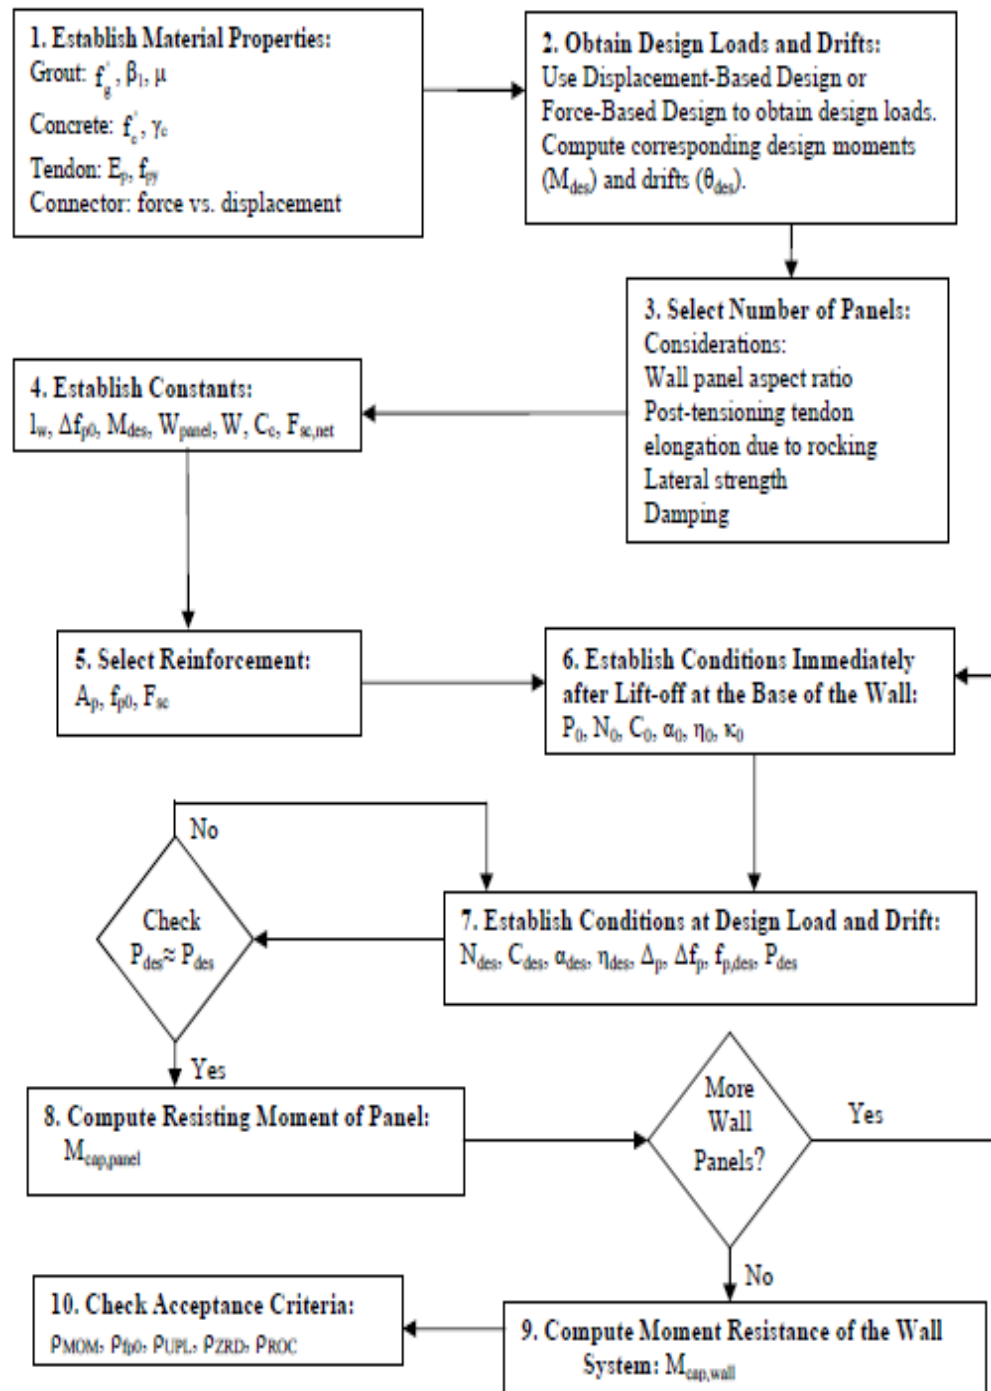 1. Establish Material Properties:
Grout: f'g, β1, μ
Concrete: f'c, γc
Tendon: Ep, fpy
Connector: force vs. displacement
2. Obtain Design Loads and Drifts:
Use Displacement-Based Design or
Force-Based Design to obtain design loads.
Compute corresponding design moments
(Mdes) and drifts (θdes).
3. Select Number of Panels:
Considerations:
Wall panel aspect ratio
Post-tensioning tendon
elongation due to rocking
Lateral strength
Damping
4. Establish Constants:
lw, Δfp0, Mdes, Wpanel, W, Cc, Fsc,net
5. Select Reinforcement:
Ap, fp0, Fsc
6. Establish Conditions Immediately
after Lift-off at the Base of the Wall:
P0, N0, C0, α0, η0, κ0
7. Establish Conditions at Design Load and Drift:
Ndes, Cdes, αdes, ηdes, Δp, Δfp, fp,des, Pdes
No
Check
Pdes≈ Pdes
Yes
8. Compute Resisting Moment of Panel:
Mcap,panel
More
Wall
Panels?
Yes
No
9. Compute Moment Resistance of the Wall
System: Mcap,wall
10. Check Acceptance Criteria:
ρMOM, ρfp0, ρUPL, ρZRD, ρROC